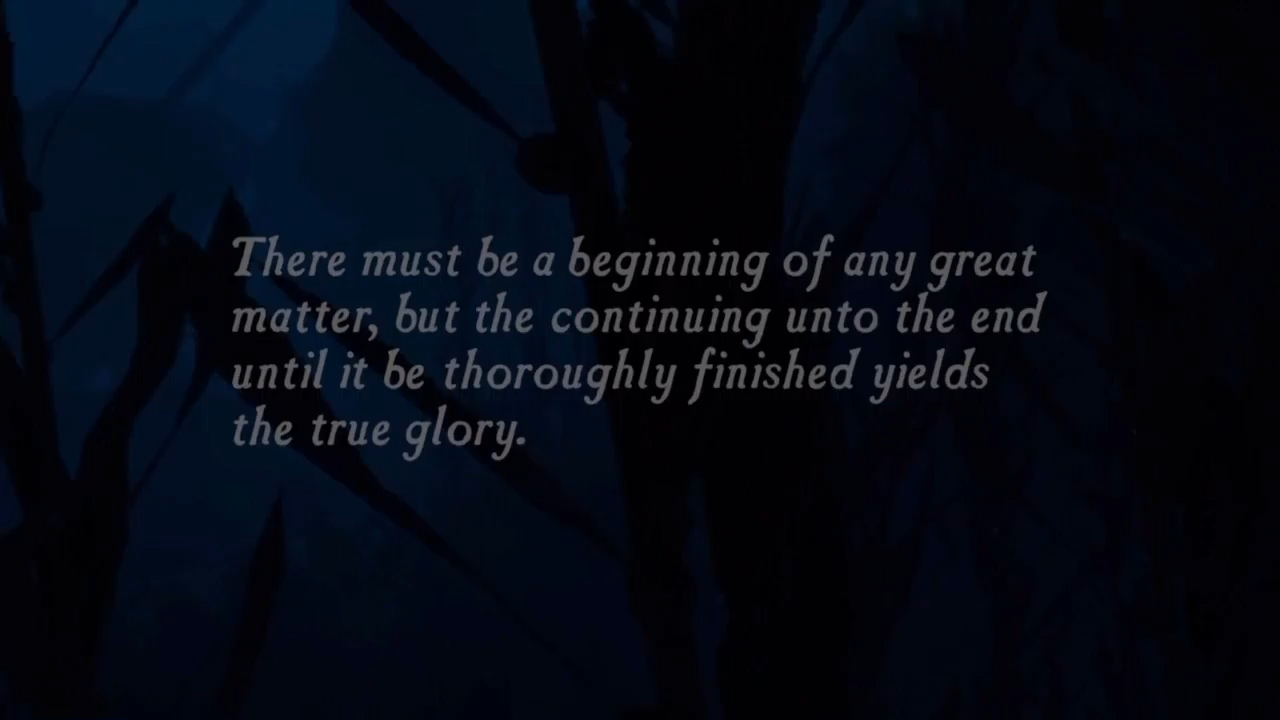 There must be a beginning of any great
matter, but the continuing unto the end
until it be thoroughly finished yields
the true glory.